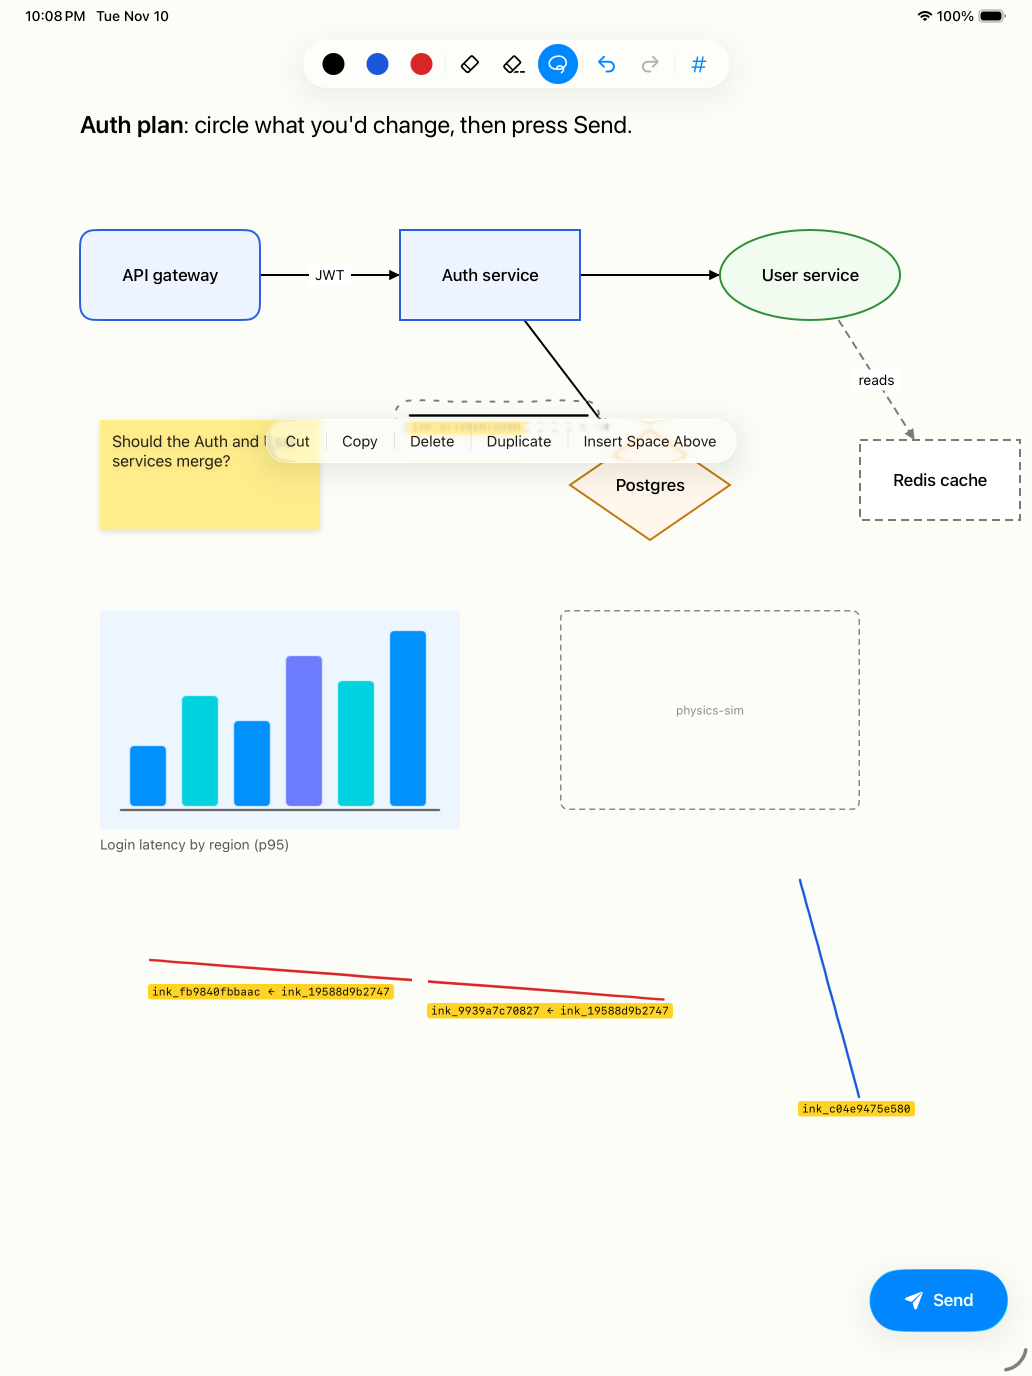 10:08 PM Tue Nov 10
100%
#
Auth plan: circle what you'd change, then press Send.
API gateway
JWT
Auth service
User service
reads
Should the Auth and
services merge?
Cut
Copy
Delete
Duplicate
Insert Space Above
Postgres
Redis cache
physics-sim
Login latency by region (p95)
ink_fb9840fbbaac ← ink_19588d9b2747
ink_9939a7c70827 ← ink_19588d9b2747
ink_c04e9475e580
Send